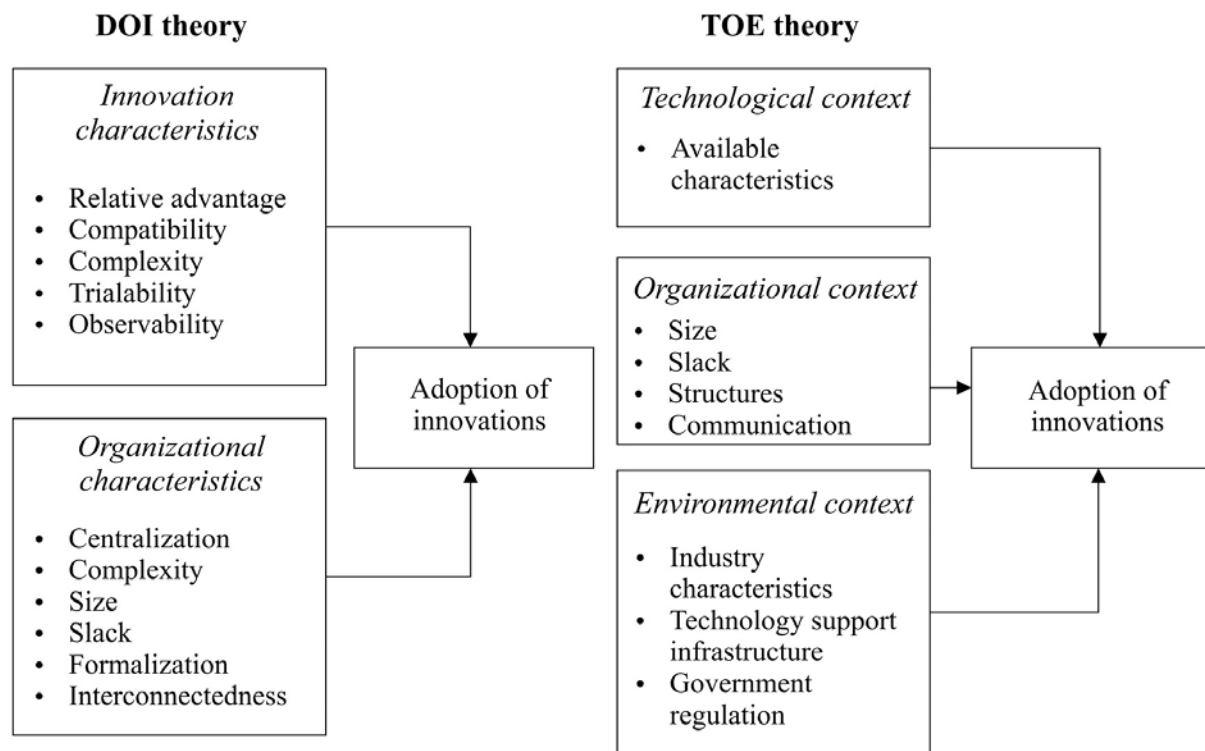 DOI theory
Innovation
characteristics
• Relative advantage
• Compatibility
• Complexity
• Trialability
• Observability
Organizational
characteristics
• Centralization
• Complexity
• Size
• Slack
• Formalization
• Interconnectedness
Adoption of
innovations
TOE theory
Technological context
• Available
characteristics
Organizational context
• Size
• Slack
• Structures
• Communication
Environmental context
• Industry
characteristics
• Technology support
infrastructure
• Government
regulation
Adoption of
innovations